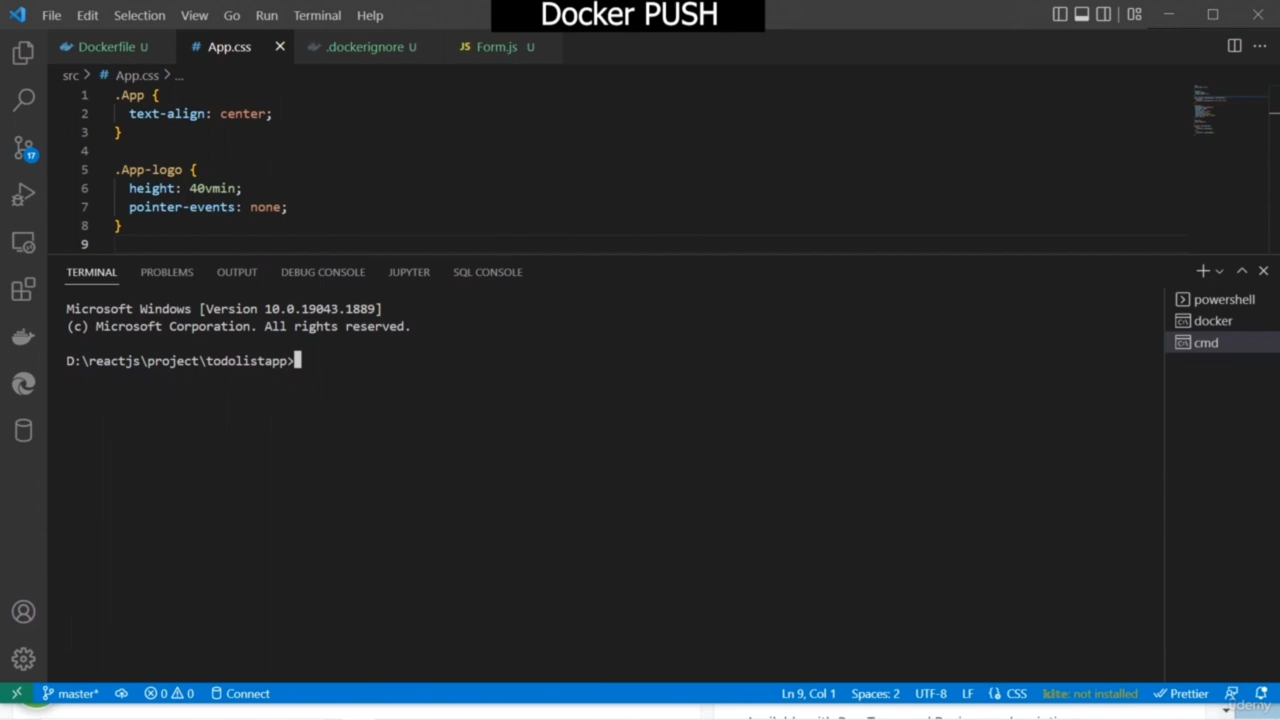 Docker PUSH
File Edit Selection View Go Run Terminal Help
Dockerfile U
App.css
.dockerignore U
JS Form.js U
src > # App.css > ...
1 .App {
2 text-align: center;
3 }
4
5 .App-logo {
6 height: 40vmin;
7 pointer-events: none;
8 }
9
TERMINAL PROBLEMS OUTPUT DEBUG CONSOLE JUPYTER SQL CONSOLE
Microsoft Windows [Version 10.0.19043.1889]
(c) Microsoft Corporation. All rights reserved.
D:\reactjs\project\todolistapp>
powershell
docker
cmd
17
master* 0 0 Connect Ln 9, Col 1 Spaces: 2 UTF-8 LF CSS kite: not installed Prettier
udemy